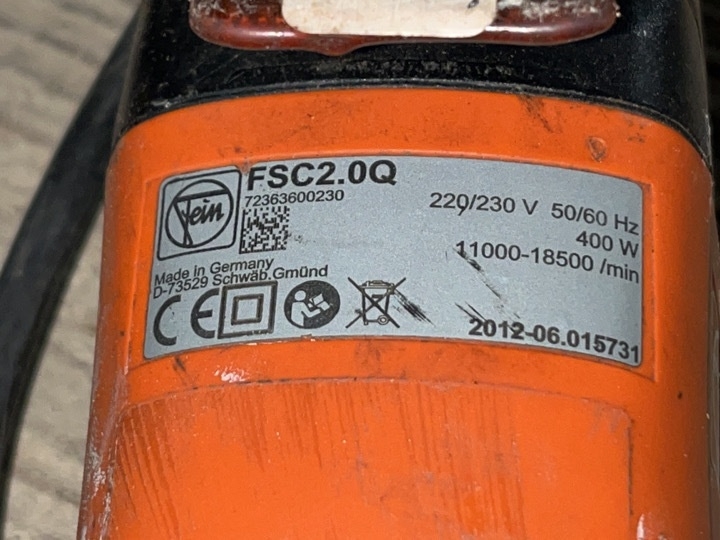 Fein
FSC2.0Q
72363600230
220/230 V 50/60 Hz
400 W
11000-18500 /min
Made in Germany
D-73529 Schwäb.Gmünd
CE
2012-06.015731